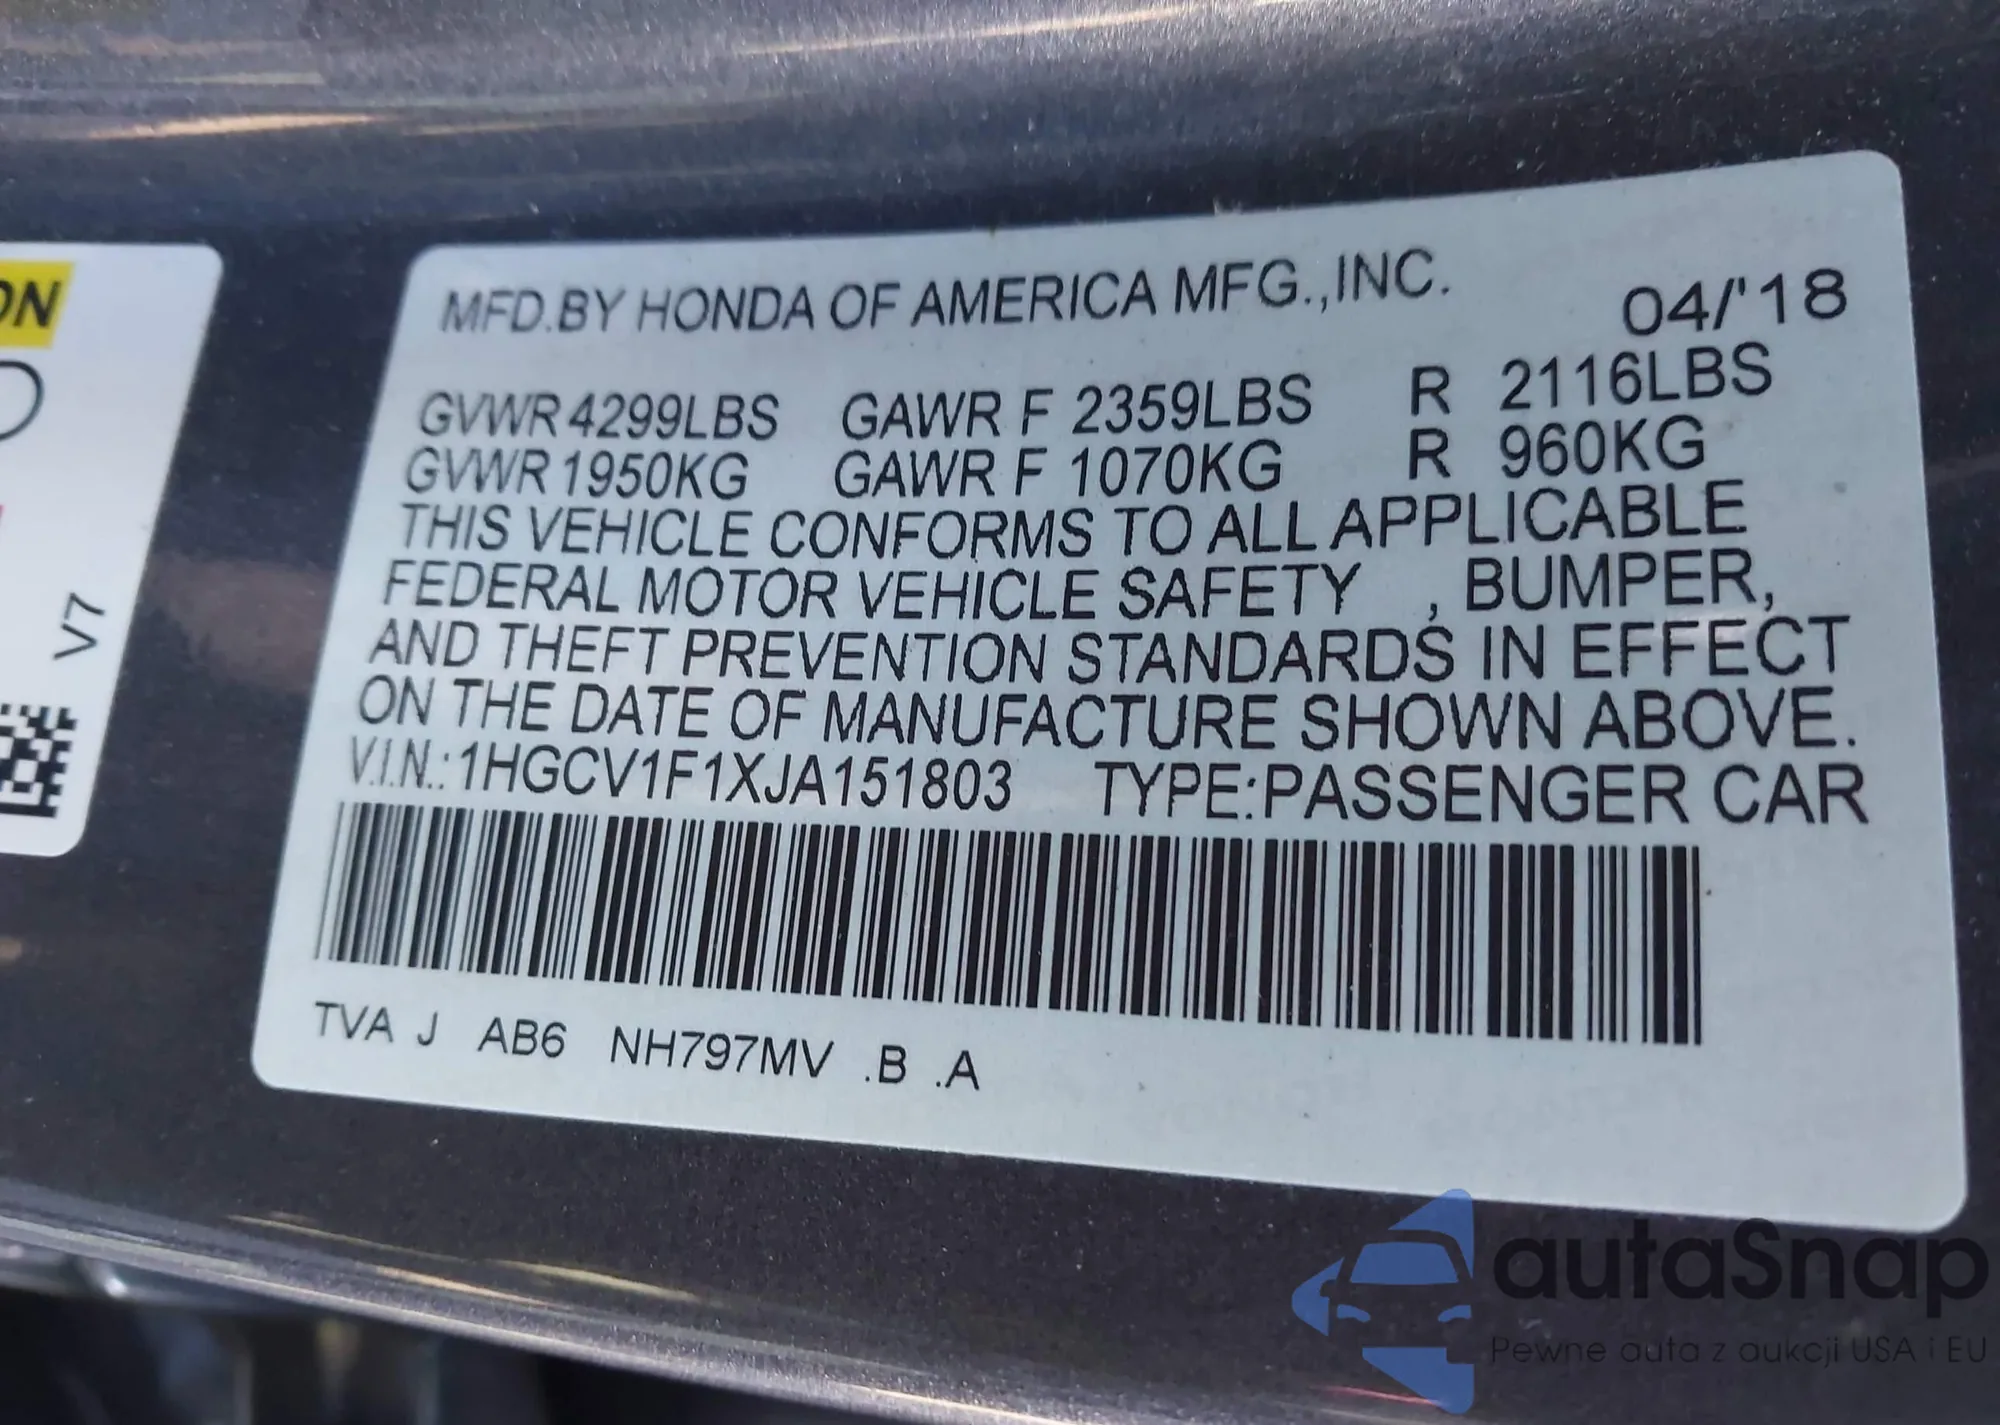 ON
V7
MFD.BY HONDA OF AMERICA MFG.,INC. 04/'18
GVWR 4299LBS GAWR F 2359LBS R 2116LBS
GVWR 1950KG GAWR F 1070KG R 960KG
THIS VEHICLE CONFORMS TO ALL APPLICABLE
FEDERAL MOTOR VEHICLE SAFETY , BUMPER,
AND THEFT PREVENTION STANDARDS IN EFFECT
ON THE DATE OF MANUFACTURE SHOWN ABOVE.
V.I.N.:1HGCV1F1XJA151803 TYPE:PASSENGER CAR
TVA J AB6 NH797MV .B .A
autaSnap
Pewne auta z aukcji USA i EU